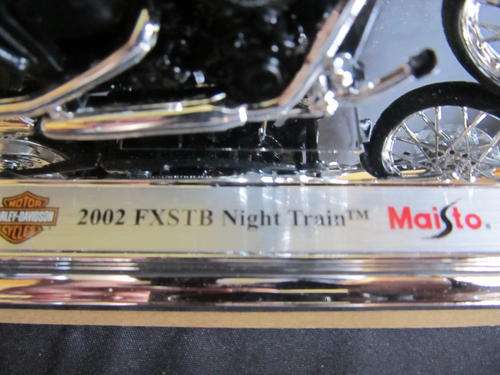 MOTOR
HARLEY-DAVIDSON
CYCLES
2002 FXSTB Night Train™
Maisto®